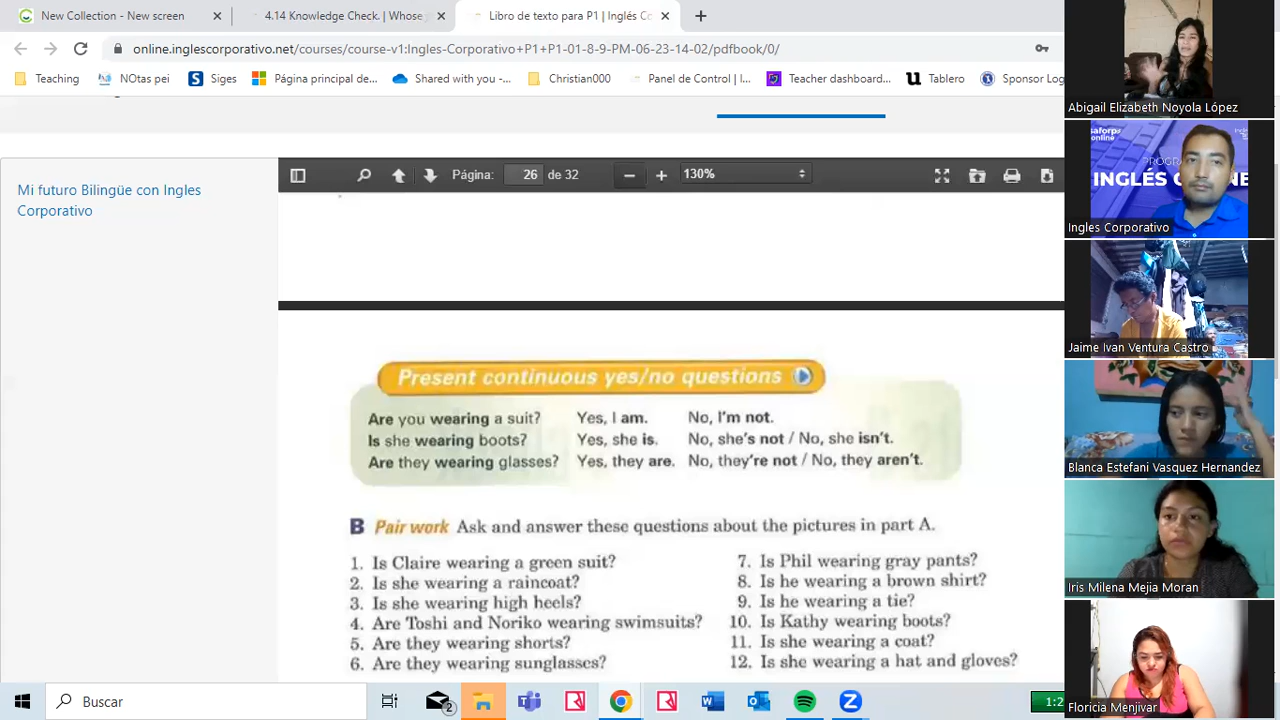 New Collection - New screen
4.14 Knowledge Check. | Whose
Libro de texto para P1 | Inglés Co
online.inglescorporativo.net/courses/course-v1:Ingles-Corporativo+P1+P1-01-8-9-PM-06-23-14-02/pdfbook/0/
Teaching
NOtas pei
Siges
Página principal de...
Shared with you -...
Christian000
Panel de Control | I...
Teacher dashboard...
Tablero
Sponsor Log
Mi futuro Bilingüe con Ingles
Corporativo
Página:
26
de 32
130%
Present continuous yes/no questions
Are you wearing a suit? Yes, I am. No, I'm not.
Is she wearing boots? Yes, she is. No, she's not / No, she isn't.
Are they wearing glasses? Yes, they are. No, they're not / No, they aren't.
B Pair work Ask and answer these questions about the pictures in part A.
1. Is Claire wearing a green suit?
2. Is she wearing a raincoat?
3. Is she wearing high heels?
4. Are Toshi and Noriko wearing swimsuits?
5. Are they wearing shorts?
6. Are they wearing sunglasses?
7. Is Phil wearing gray pants?
8. Is he wearing a brown shirt?
9. Is he wearing a tie?
10. Is Kathy wearing boots?
11. Is she wearing a coat?
12. Is she wearing a hat and gloves?
Buscar
2
1:2
Abigail Elizabeth Noyola López
INGLÉS
Ingles Corporativo
Jaime Ivan Ventura Castro
Blanca Estefani Vasquez Hernandez
Iris Milena Mejia Moran
Floricia Menjivar